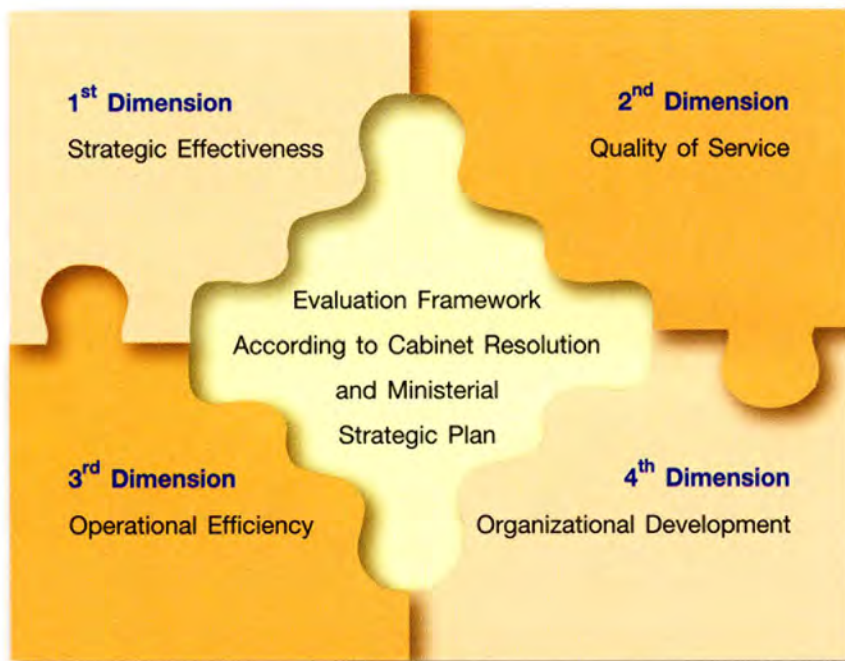 1st Dimension
Strategic Effectiveness
2nd Dimension
Quality of Service
Evaluation Framework
According to Cabinet Resolution
and Ministerial
Strategic Plan
3rd Dimension
Operational Efficiency
4th Dimension
Organizational Development